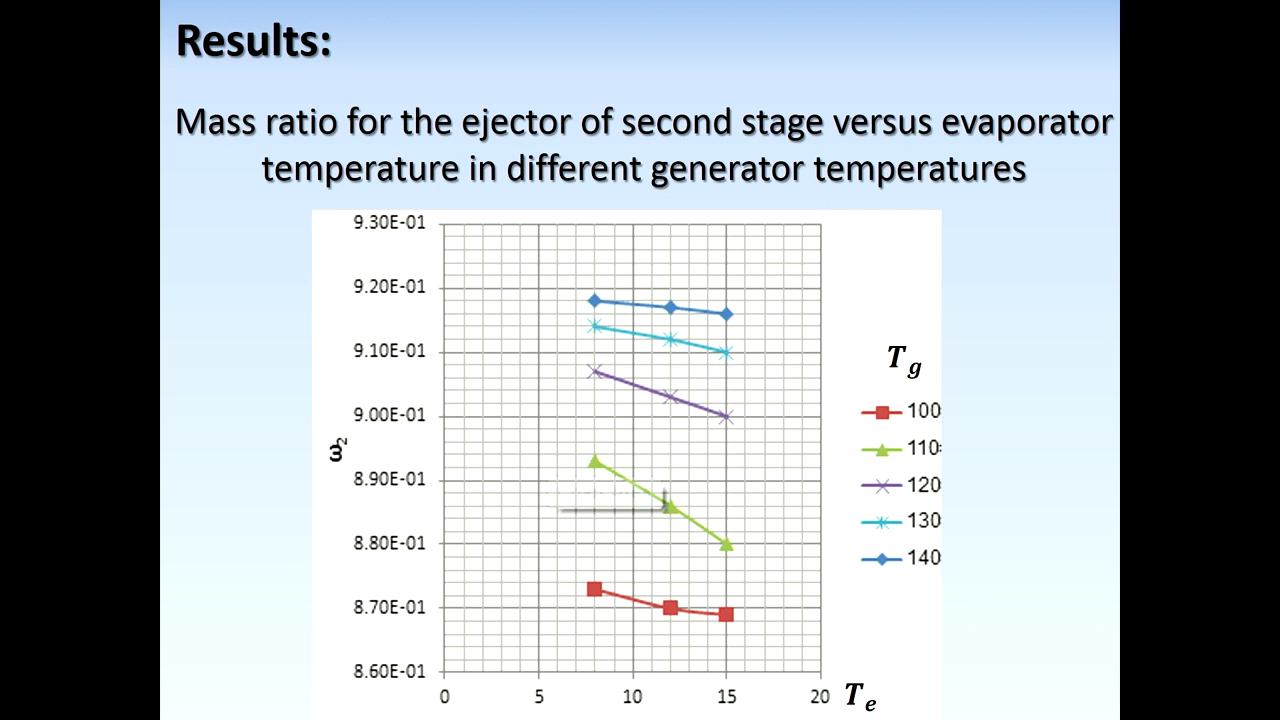 Results:
Mass ratio for the ejector of second stage versus evaporator
temperature in different generator temperatures
9.30E-01
9.20E-01
9.10E-01
9.00E-01
8.90E-01
8.80E-01
8.70E-01
8.60E-01
ω₂
0 5 10 15 20
Tₑ
T_g
100
110
120
130
140